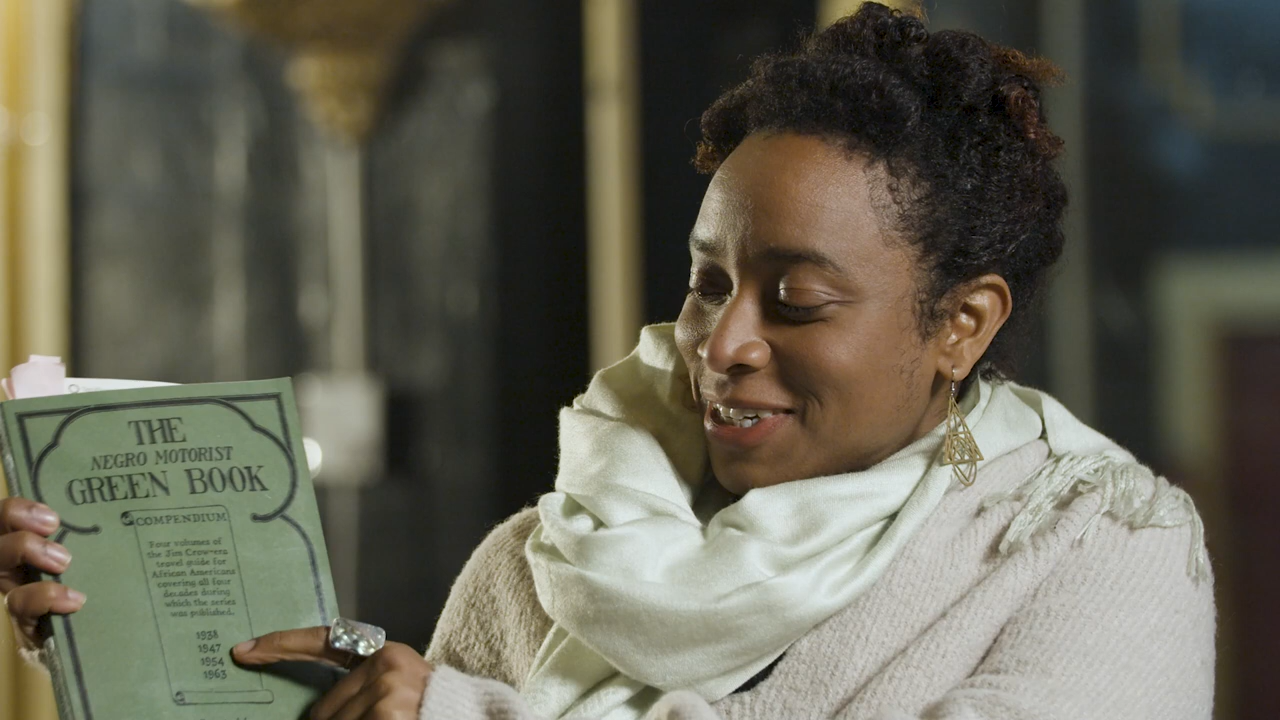 THE
NEGRO MOTORIST
GREEN BOOK
COMPENDIUM
Four volumes of
the Jim Crow-era
travel guide for
African Americans
covering all four
decades during
which the series
was published.
1938
1947
1954
1963